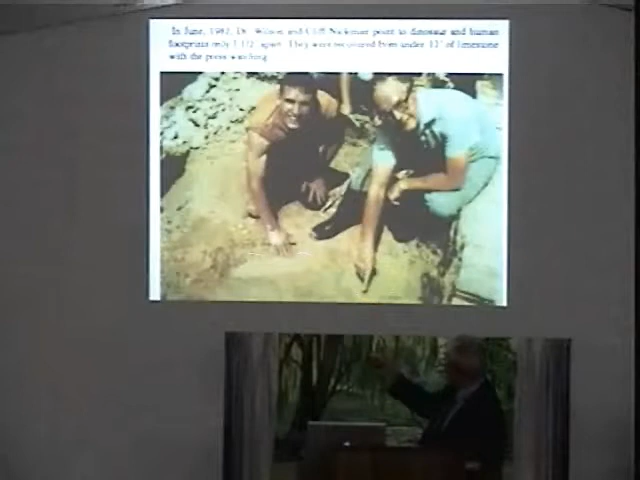 In June, 1982, Dr. Wilson and Cliff point to dinosaur and human
footprints only 1 1/2" apart. They were recovered from under 12" of limestone
with the press watching.